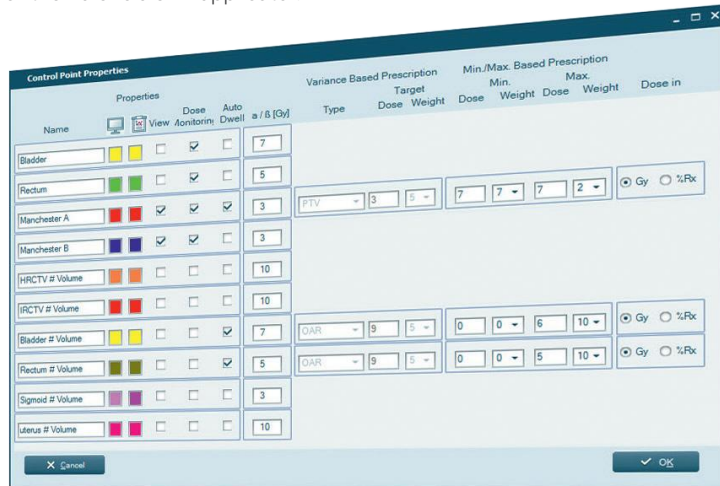 Control Point Properties
Properties
Variance Based Prescription
Min./Max. Based Prescription
Name View Dose Monitoring Auto Dwell a / ß [Gy] Type Target Dose Weight Min. Dose Weight Max. Dose Weight Dose in
Bladder 7
Rectum 5
Manchester A 3 PTV 3 5 7 7 7 2 Gy %Rx
Manchester B 3
HRCTV # Volume 10
IRCTV # Volume 10
Bladder # Volume 7 OAR 9 5 0 0 6 10 Gy %Rx
Rectum # Volume 5 OAR 9 5 0 0 5 10 Gy %Rx
Sigmoid # Volume 3
uterus # Volume 10
X Cancel
OK